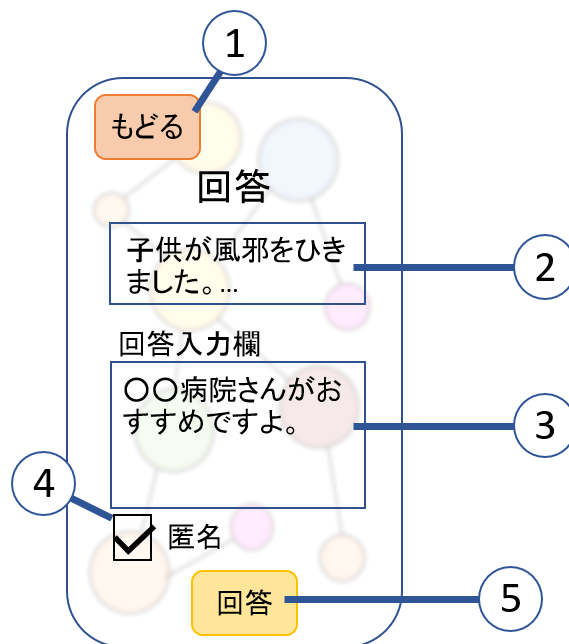 1
もどる
回答
子供が風邪をひき
ました。...
2
回答入力欄
〇〇病院さんがお
すすめですよ。
3
4
匿名
回答
5